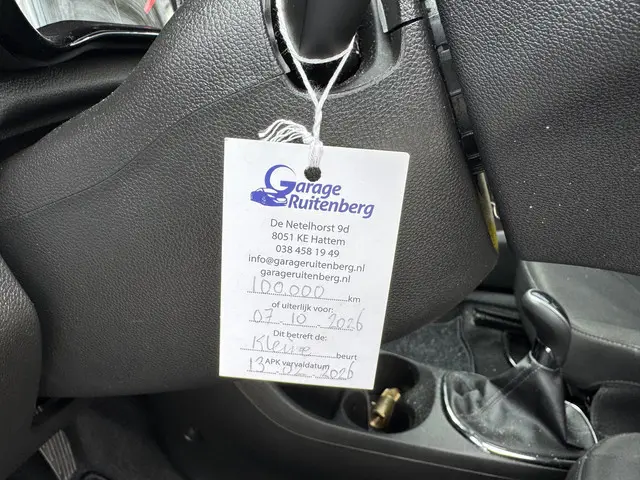 Garage
Ruitenberg
De Netelhorst 9d
8051 KE Hattem
038 458 19 49
info@garageruitenberg.nl
garageruitenberg.nl
100.000 km
of uiterlijk voor:
07-10-2026
Dit betreft de:
Kleine beurt
APK vervaldatum
13-02-2026